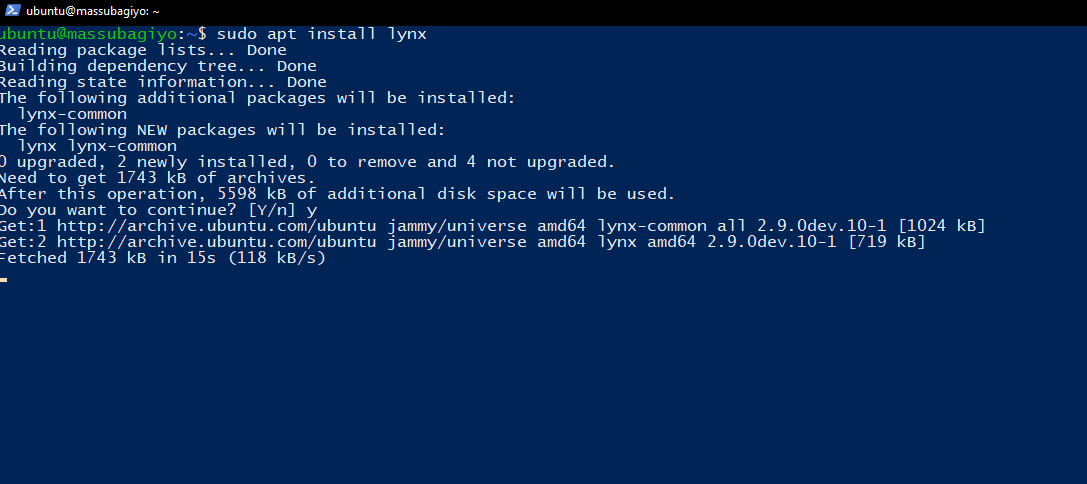 ubuntu@massubagiyo: ~
ubuntu@massubagiyo:~$ sudo apt install lynx
Reading package lists... Done
Building dependency tree... Done
Reading state information... Done
The following additional packages will be installed:
  lynx-common
The following NEW packages will be installed:
  lynx lynx-common
0 upgraded, 2 newly installed, 0 to remove and 4 not upgraded.
Need to get 1743 kB of archives.
After this operation, 5598 kB of additional disk space will be used.
Do you want to continue? [Y/n] y
Get:1 http://archive.ubuntu.com/ubuntu jammy/universe amd64 lynx-common all 2.9.0dev.10-1 [1024 kB]
Get:2 http://archive.ubuntu.com/ubuntu jammy/universe amd64 lynx amd64 2.9.0dev.10-1 [719 kB]
Fetched 1743 kB in 15s (118 kB/s)